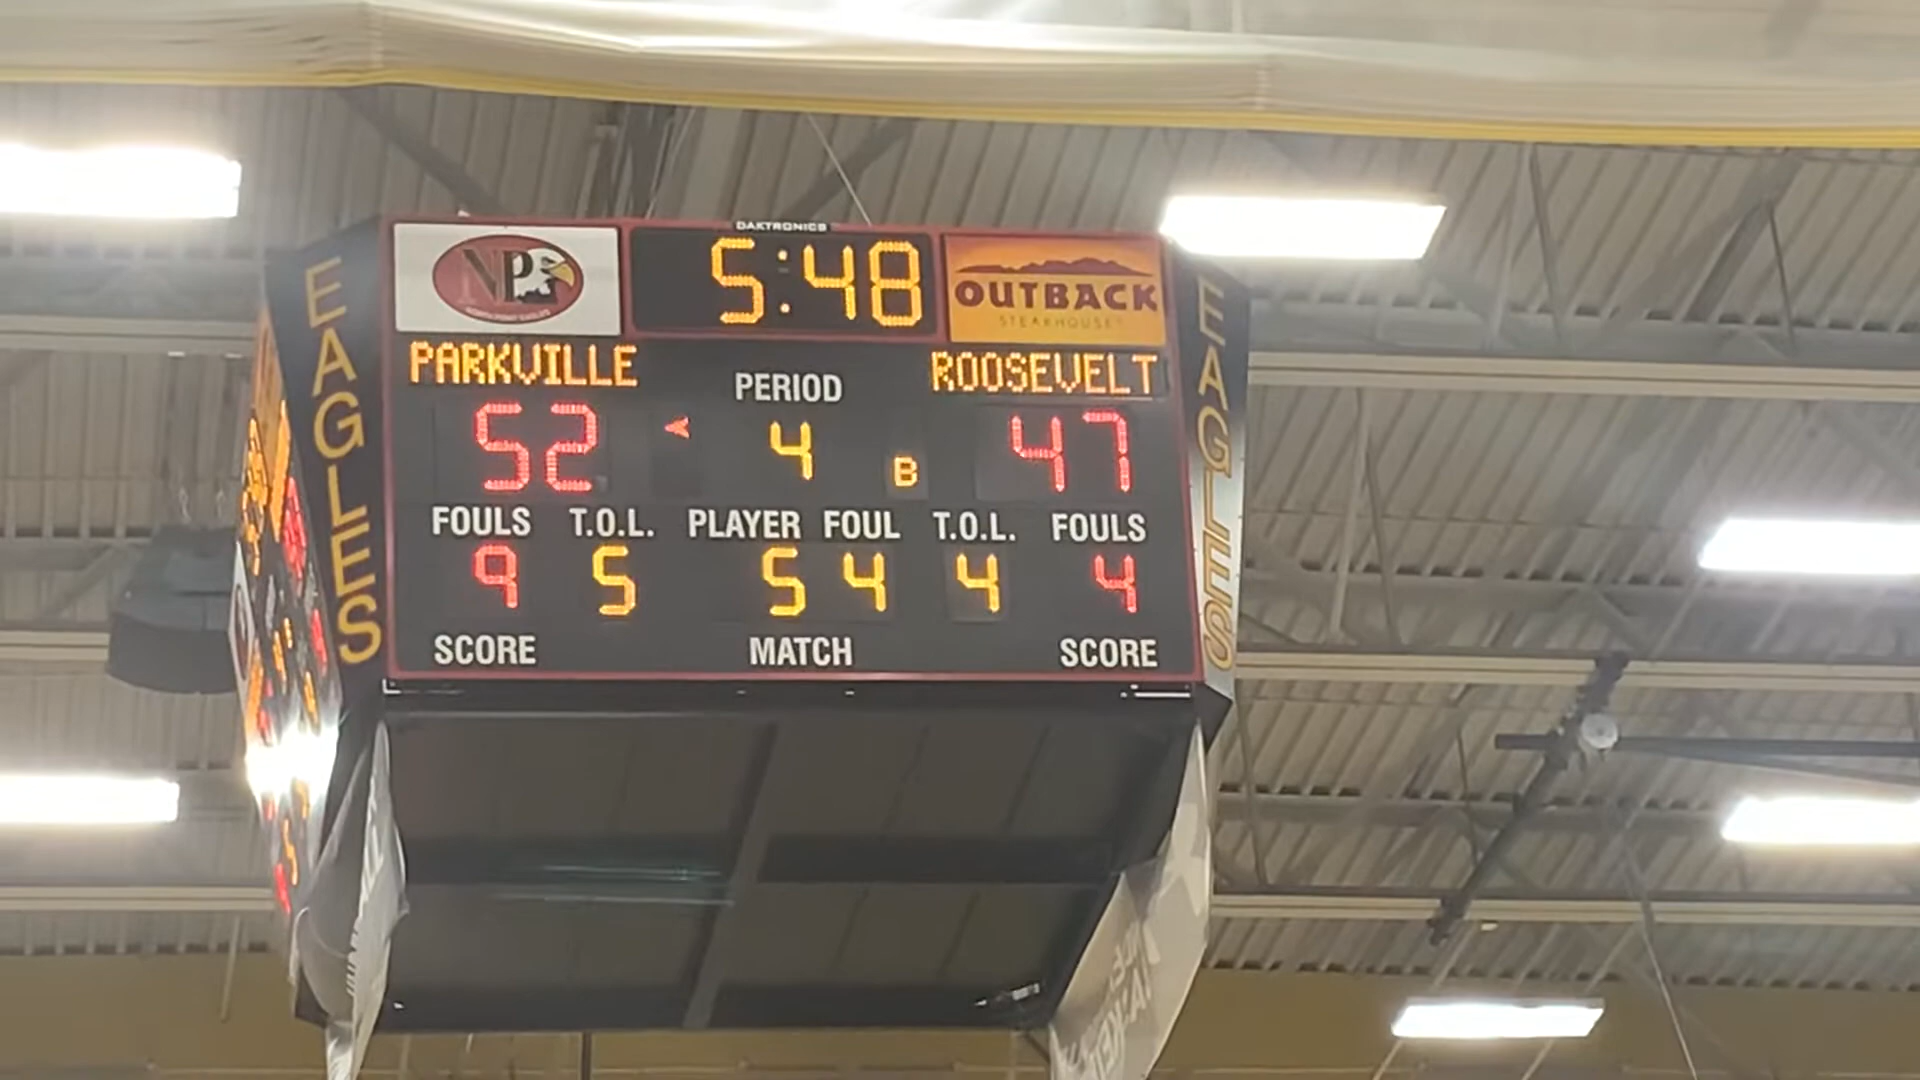 DAKTRONICS
NP
5:48
OUTBACK
STEAKHOUSE
EAGLES
EAGLES
PARKVILLE
PERIOD
ROOSEVELT
52
4
B
47
FOULS T.O.L. PLAYER FOUL T.O.L. FOULS
9 5 5 4 4 4
SCORE MATCH SCORE